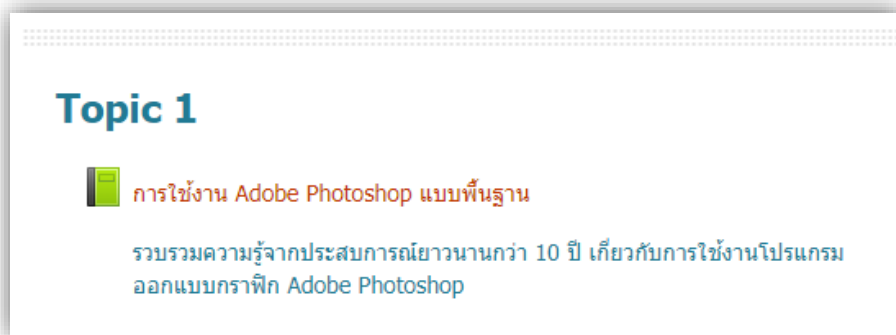 Topic 1
การใช้งาน Adobe Photoshop แบบพื้นฐาน
รวบรวมความรู้จากประสบการณ์ยาวนานกว่า 10 ปี เกี่ยวกับการใช้งานโปรแกรม
ออกแบบกราฟิก Adobe Photoshop